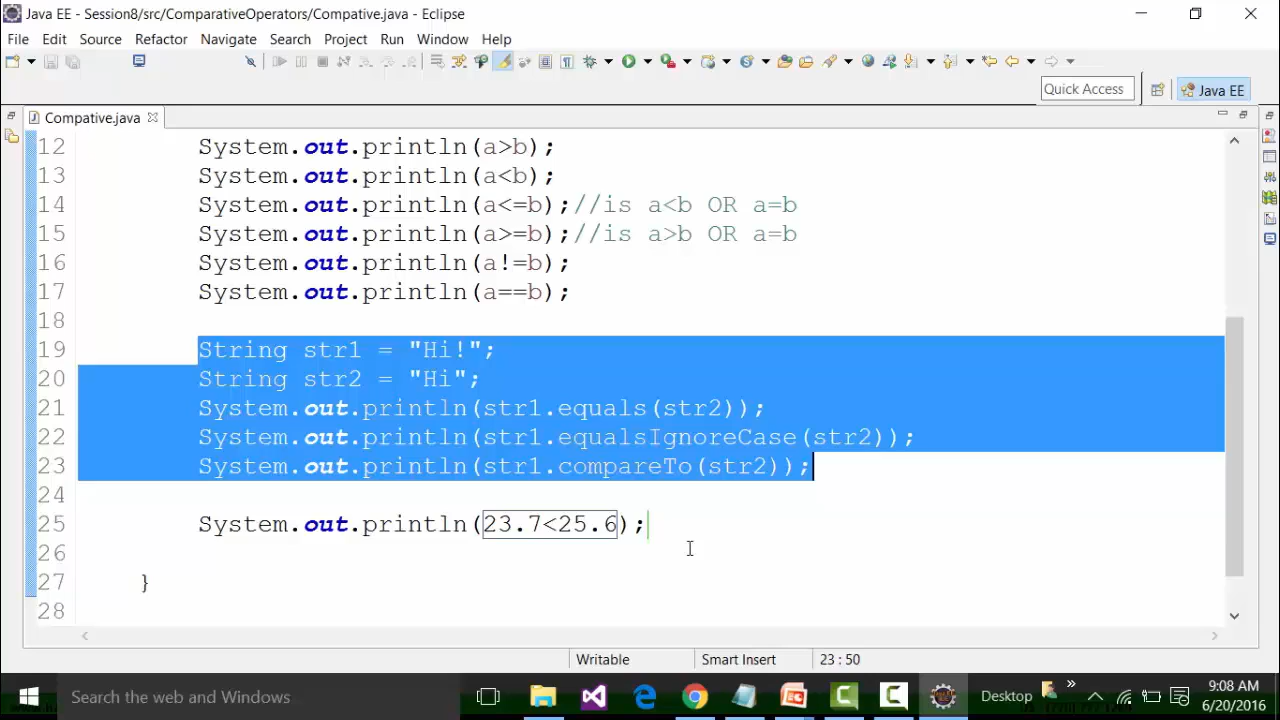 Java EE - Session8/src/ComparativeOperators/Compative.java - Eclipse
File Edit Source Refactor Navigate Search Project Run Window Help
Quick Access
Java EE
Compative.java
12 System.out.println(a>b);
13 System.out.println(a<b);
14 System.out.println(a<=b);//is a<b OR a=b
15 System.out.println(a>=b);//is a>b OR a=b
16 System.out.println(a!=b);
17 System.out.println(a==b);
18
19 String str1 = "Hi!";
20 String str2 = "Hi";
21 System.out.println(str1.equals(str2));
22 System.out.println(str1.equalsIgnoreCase(str2));
23 System.out.println(str1.compareTo(str2));
24
25 System.out.println(23.7<25.6);
26
27 }
28
Writable Smart Insert 23 : 50
Search the web and Windows
Desktop
9:08 AM
6/20/2016